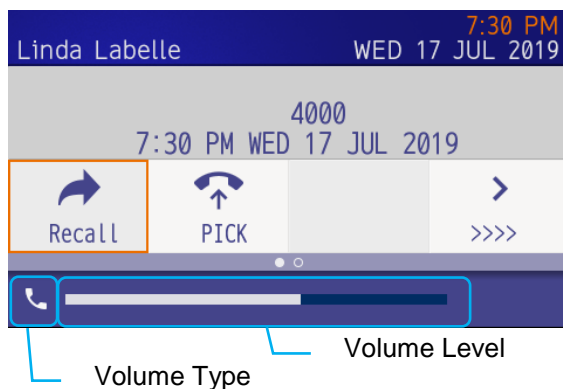 7:30 PM
Linda Labelle WED 17 JUL 2019
4000
7:30 PM WED 17 JUL 2019
Recall PICK >>>>
Volume Level
Volume Type